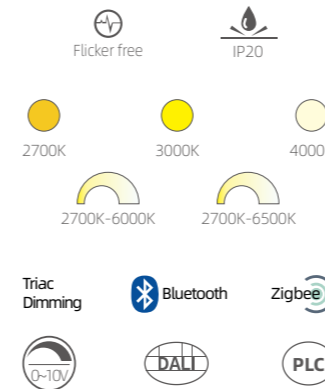 Flicker free
IP20
2700K
3000K
4000
2700K-6000K
2700K-6500K
Triac
Dimming
Bluetooth
Zigbee
0~10V
DALI
PLC